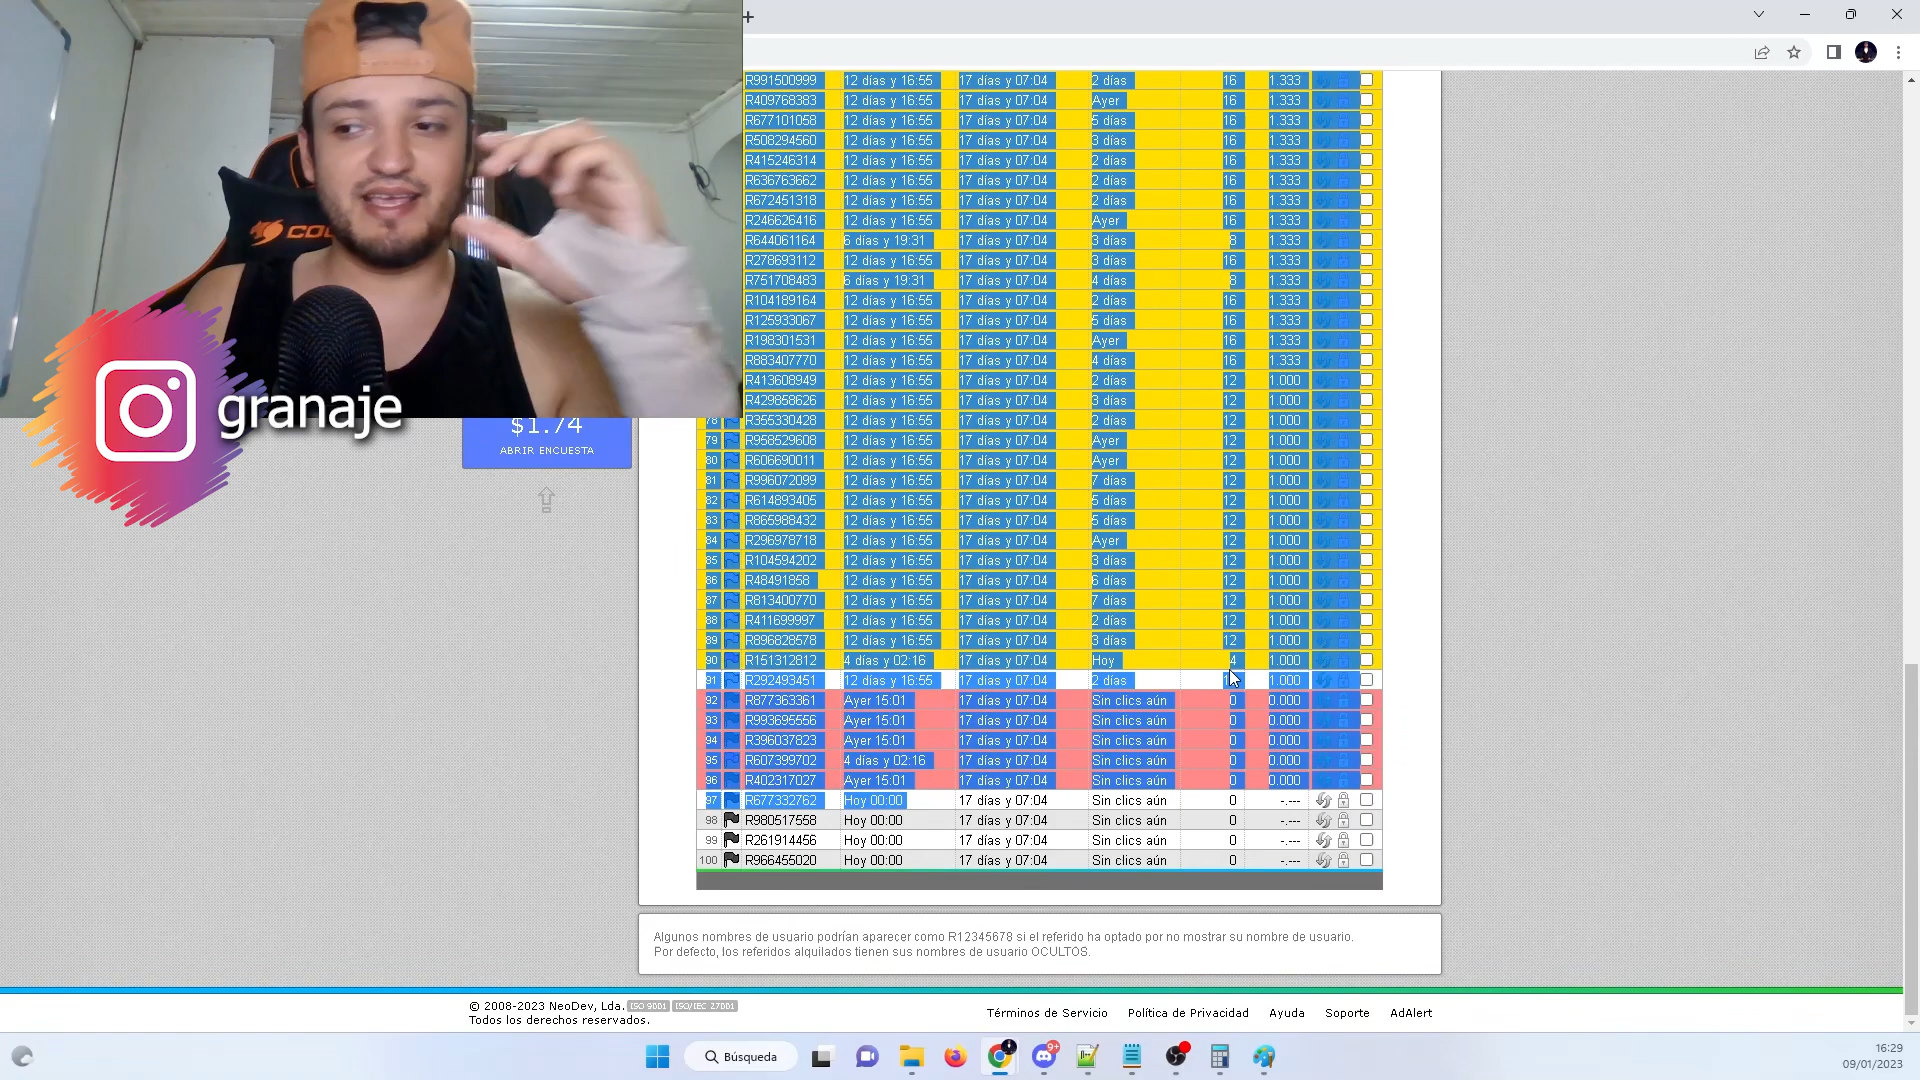 R991500999 12 días y 16:55 17 días y 07:04 2 días 16 1.333
R409768383 12 días y 16:55 17 días y 07:04 Ayer 16 1.333
R677101058 12 días y 16:55 17 días y 07:04 5 días 16 1.333
R508294560 12 días y 16:55 17 días y 07:04 3 días 16 1.333
R415246314 12 días y 16:55 17 días y 07:04 2 días 16 1.333
R636763662 12 días y 16:55 17 días y 07:04 2 días 16 1.333
R672451318 12 días y 16:55 17 días y 07:04 2 días 16 1.333
R246626416 12 días y 16:55 17 días y 07:04 Ayer 16 1.333
R644061164 6 días y 19:31 17 días y 07:04 3 días 8 1.333
R278693112 12 días y 16:55 17 días y 07:04 3 días 16 1.333
R751708483 6 días y 19:31 17 días y 07:04 4 días 8 1.333
R104189164 12 días y 16:55 17 días y 07:04 2 días 16 1.333
R125933067 12 días y 16:55 17 días y 07:04 5 días 16 1.333
R198301531 12 días y 16:55 17 días y 07:04 Ayer 16 1.333
R883407770 12 días y 16:55 17 días y 07:04 4 días 16 1.333
R413608949 12 días y 16:55 17 días y 07:04 2 días 12 1.000
R429858626 12 días y 16:55 17 días y 07:04 3 días 12 1.000
78 R355330428 12 días y 16:55 17 días y 07:04 2 días 12 1.000
79 R958529608 12 días y 16:55 17 días y 07:04 Ayer 12 1.000
80 R606690011 12 días y 16:55 17 días y 07:04 Ayer 12 1.000
81 R996072099 12 días y 16:55 17 días y 07:04 7 días 12 1.000
82 R614893405 12 días y 16:55 17 días y 07:04 5 días 12 1.000
83 R865988432 12 días y 16:55 17 días y 07:04 5 días 12 1.000
84 R296978718 12 días y 16:55 17 días y 07:04 Ayer 12 1.000
85 R104594202 12 días y 16:55 17 días y 07:04 3 días 12 1.000
86 R48491858 12 días y 16:55 17 días y 07:04 6 días 12 1.000
87 R813400770 12 días y 16:55 17 días y 07:04 7 días 12 1.000
88 R411699997 12 días y 16:55 17 días y 07:04 2 días 12 1.000
89 R896828578 12 días y 16:55 17 días y 07:04 3 días 12 1.000
90 R151312812 4 días y 02:16 17 días y 07:04 Hoy 4 1.000
91 R292493451 12 días y 16:55 17 días y 07:04 2 días 1.000
92 R877363361 Ayer 15:01 17 días y 07:04 Sin clics aún 0 0.000
93 R993695556 Ayer 15:01 17 días y 07:04 Sin clics aún 0 0.000
94 R396037823 Ayer 15:01 17 días y 07:04 Sin clics aún 0 0.000
95 R607399702 4 días y 02:16 17 días y 07:04 Sin clics aún 0 0.000
96 R402317027 Ayer 15:01 17 días y 07:04 Sin clics aún 0 0.000
97 R677332762 Hoy 00:00 17 días y 07:04 Sin clics aún 0 -.---
98 R980517558 Hoy 00:00 17 días y 07:04 Sin clics aún 0 -.---
99 R261914456 Hoy 00:00 17 días y 07:04 Sin clics aún 0 -.---
100 R966455020 Hoy 00:00 17 días y 07:04 Sin clics aún 0 -.---
granaje
$1.74
ABRIR ENCUESTA
Algunos nombres de usuario podrían aparecer como R12345678 si el referido ha optado por no mostrar su nombre de usuario.
Por defecto, los referidos alquilados tienen sus nombres de usuario OCULTOS.
© 2008-2023 NeoDev, Lda. ISO 9001 ISO/IEC 27001
Todos los derechos reservados.
Términos de Servicio Política de Privacidad Ayuda Soporte AdAlert
Búsqueda
9+
16:29
09/01/2023